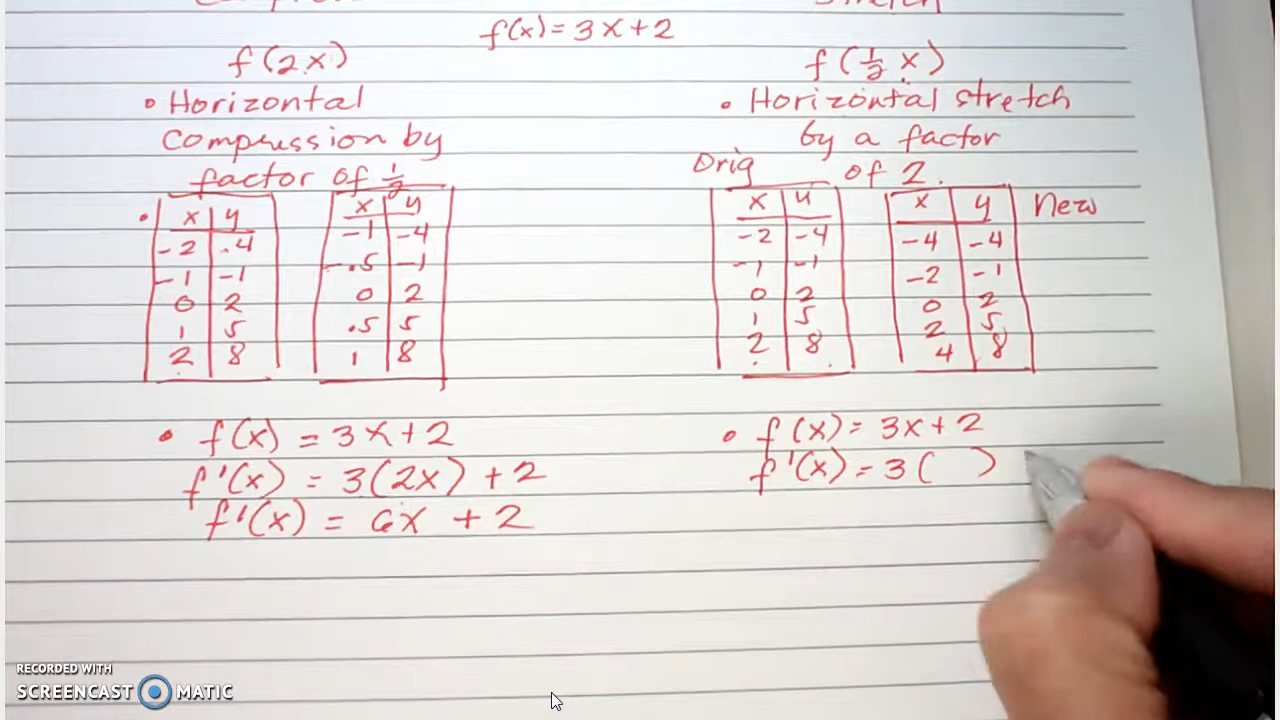 f(x) = 3x + 2
f(2x)
• Horizontal
Compression by
factor of 1/2
• x y
-2 -4
-1 -1
0 2
1 5
2 8
x y
-1 -4
-.5 -1
0 2
.5 5
1 8
• f(x) = 3x + 2
f'(x) = 3(2x) + 2
f'(x) = 6x + 2
f(1/2 x)
• Horizontal stretch
by a factor
of 2.
Orig
x y
-2 -4
-1 -1
0 2
1 5
2 8
x y New
-4 -4
-2 -1
0 2
2 5
4 8
• f(x) = 3x + 2
f'(x) = 3( )
RECORDED WITH
SCREENCAST MATIC